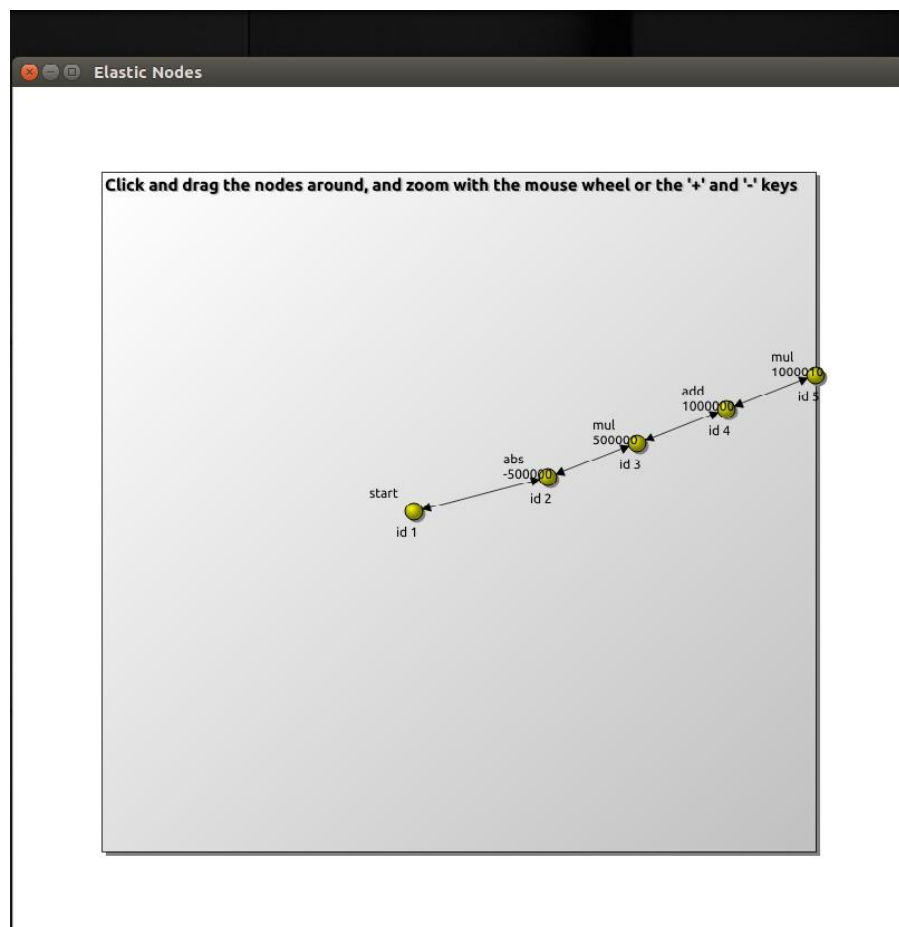 Elastic Nodes
Click and drag the nodes around, and zoom with the mouse wheel or the '+' and '-' keys
mul
1000010
id 5
add
1000000
id 4
mul
500000
id 3
abs
-500000
id 2
start
id 1